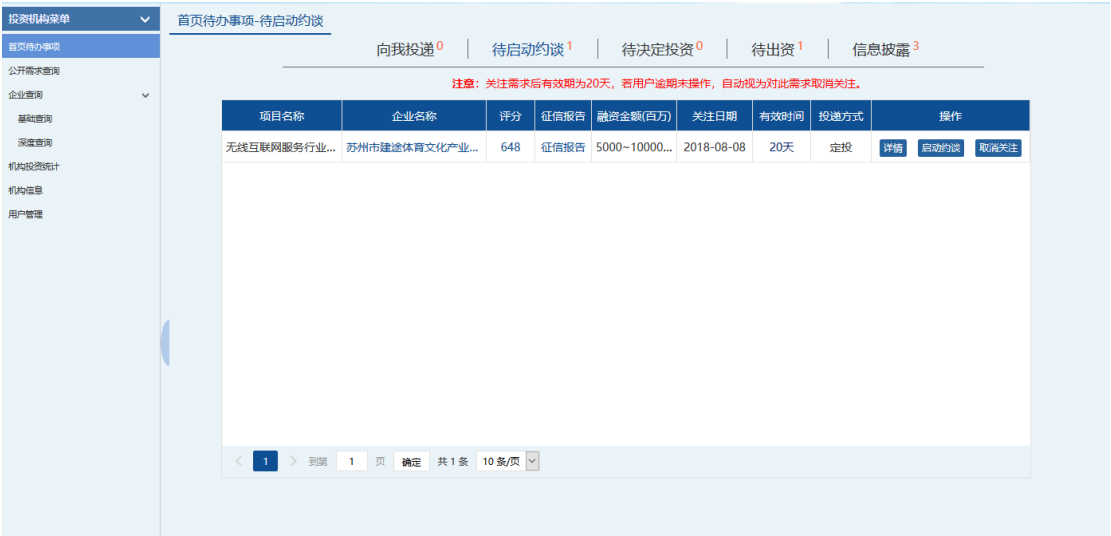 投资机构菜单
首页待办事项
公开需求查询
企业查询
基础查询
深度查询
机构投资统计
机构信息
用户管理
首页待办事项-待启动约谈
向我投递 0 待启动约谈 1 待决定投资 0 待出资 1 信息披露 3
注意：关注需求后有效期为20天，若用户逾期未操作，自动视为对此需求取消关注。
项目名称 企业名称 评分 征信报告 融资金额(百万) 关注日期 有效时间 投递方式 操作
无线互联网服务行业... 苏州市建途体育文化产业... 648 征信报告 5000~10000... 2018-08-08 20天 定投 详情 启动约谈 取消关注
1 到第 1 页 确定 共 1 条 10 条/页